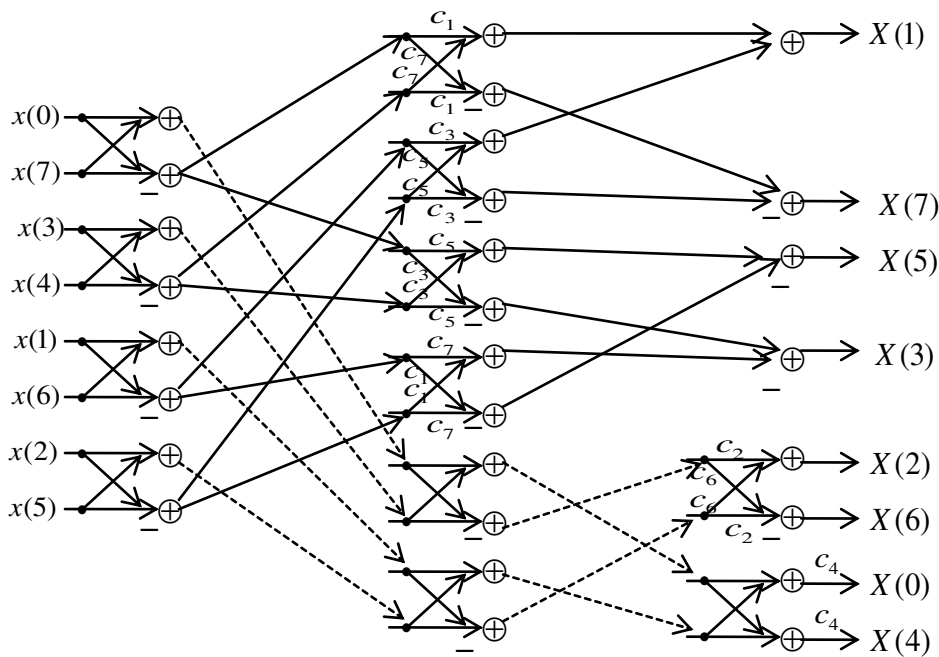 c₁ X(1)
c₇
c₇
x(0) c₁
c₃
x(7) c₅
c₅ X(7)
c₃
x(3)
c₅ X(5)
c₃
x(4) c₃
c₅
x(1) c₇ X(3)
c₁
x(6) c₁
c₇
x(2) c₂ X(2)
c₆
x(5) c₆ X(6)
c₂
c₄
X(0)
c₄
X(4)